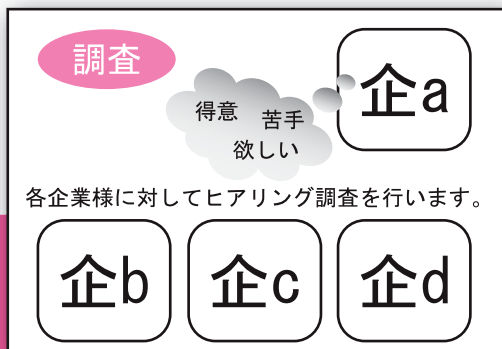 調査
企a
得意 苦手
欲しい
各企業様に対してヒアリング調査を行います。
企b 企c 企d